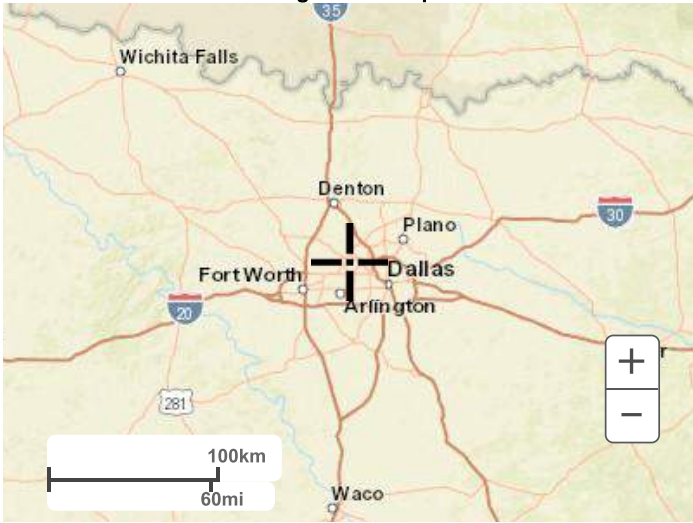 35
Wichita Falls
Denton
30
Plano
Fort Worth
Dallas
20
Arlington
+
281
−
100km
60mi
Waco